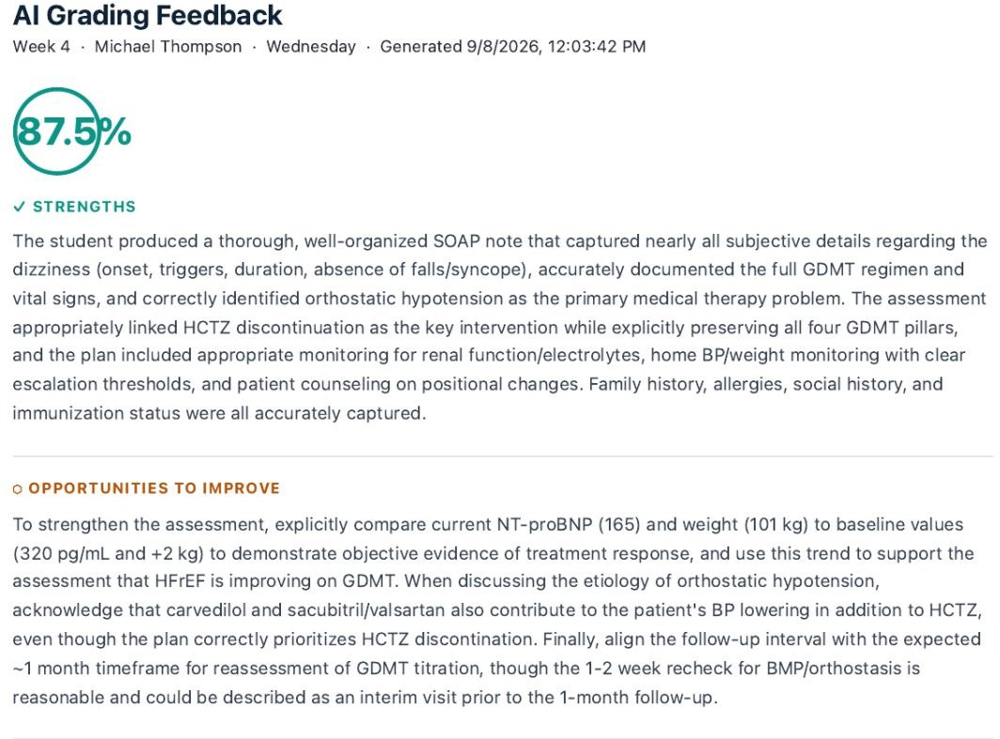 AI Grading Feedback
Week 4 · Michael Thompson · Wednesday · Generated 9/8/2026, 12:03:42 PM
87.5%
✓ STRENGTHS
The student produced a thorough, well-organized SOAP note that captured nearly all subjective details regarding the
dizziness (onset, triggers, duration, absence of falls/syncope), accurately documented the full GDMT regimen and
vital signs, and correctly identified orthostatic hypotension as the primary medical therapy problem. The assessment
appropriately linked HCTZ discontinuation as the key intervention while explicitly preserving all four GDMT pillars,
and the plan included appropriate monitoring for renal function/electrolytes, home BP/weight monitoring with clear
escalation thresholds, and patient counseling on positional changes. Family history, allergies, social history, and
immunization status were all accurately captured.
OPPORTUNITIES TO IMPROVE
To strengthen the assessment, explicitly compare current NT-proBNP (165) and weight (101 kg) to baseline values
(320 pg/mL and +2 kg) to demonstrate objective evidence of treatment response, and use this trend to support the
assessment that HFrEF is improving on GDMT. When discussing the etiology of orthostatic hypotension,
acknowledge that carvedilol and sacubitril/valsartan also contribute to the patient's BP lowering in addition to HCTZ,
even though the plan correctly prioritizes HCTZ discontination. Finally, align the follow-up interval with the expected
~1 month timeframe for reassessment of GDMT titration, though the 1-2 week recheck for BMP/orthostasis is
reasonable and could be described as an interim visit prior to the 1-month follow-up.